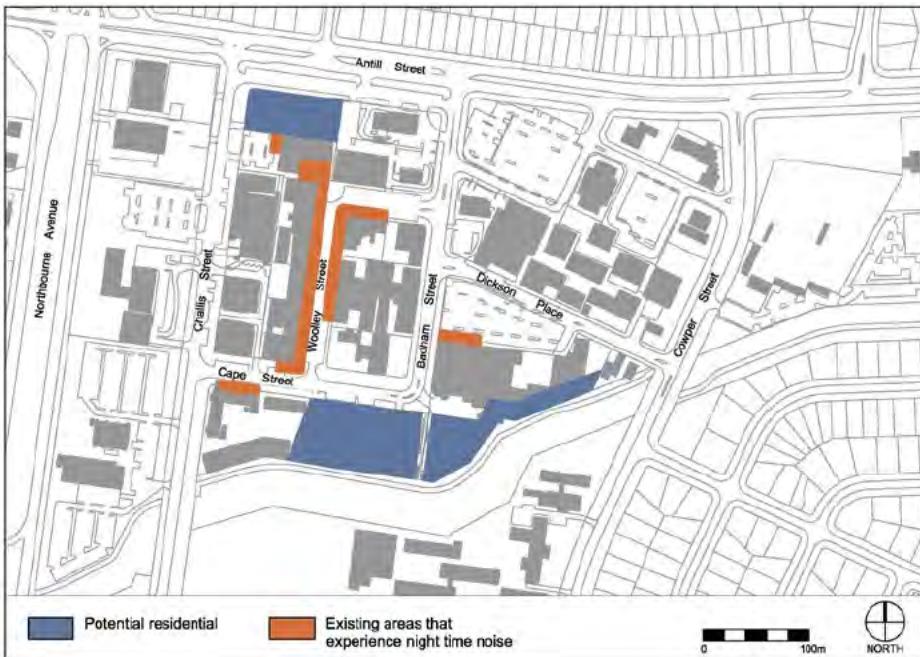 Antill Street
Northbourne Avenue
Challis Street
Woolley Street
Badham Street
Dickson Place
Cowper Street
Cape Street
Potential residential
Existing areas that
experience night time noise
0 100m
NORTH